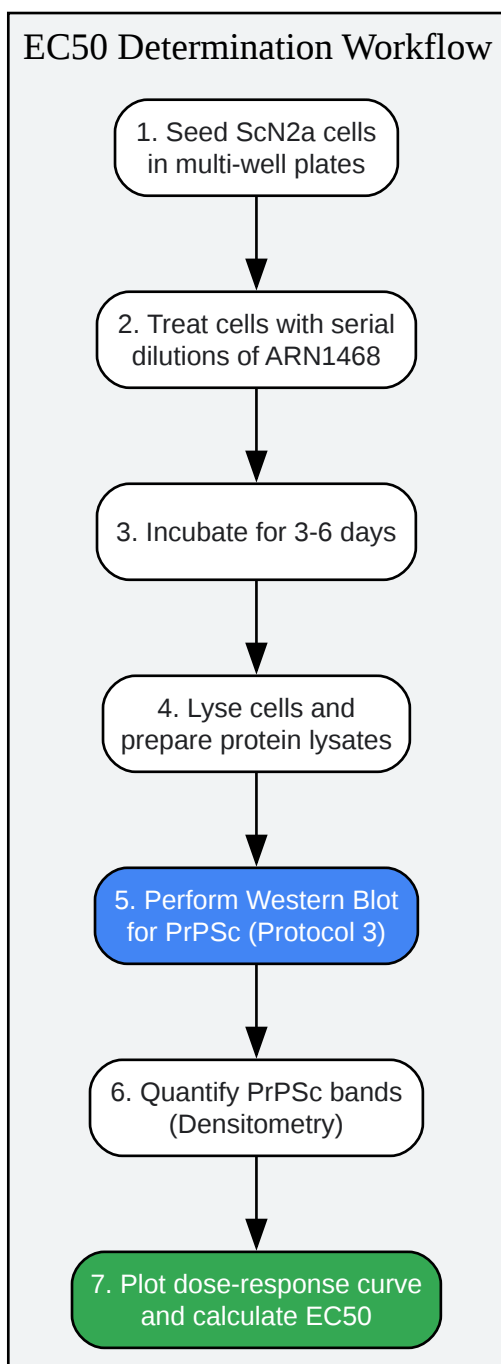 EC50 Determination Workflow
1. Seed ScN2a cells
in multi-well plates
2. Treat cells with serial
dilutions of ARN1468
3. Incubate for 3-6 days
4. Lyse cells and
prepare protein lysates
5. Perform Western Blot
for PrPSc (Protocol 3)
6. Quantify PrPSc bands
(Densitometry)
7. Plot dose-response curve
and calculate EC50